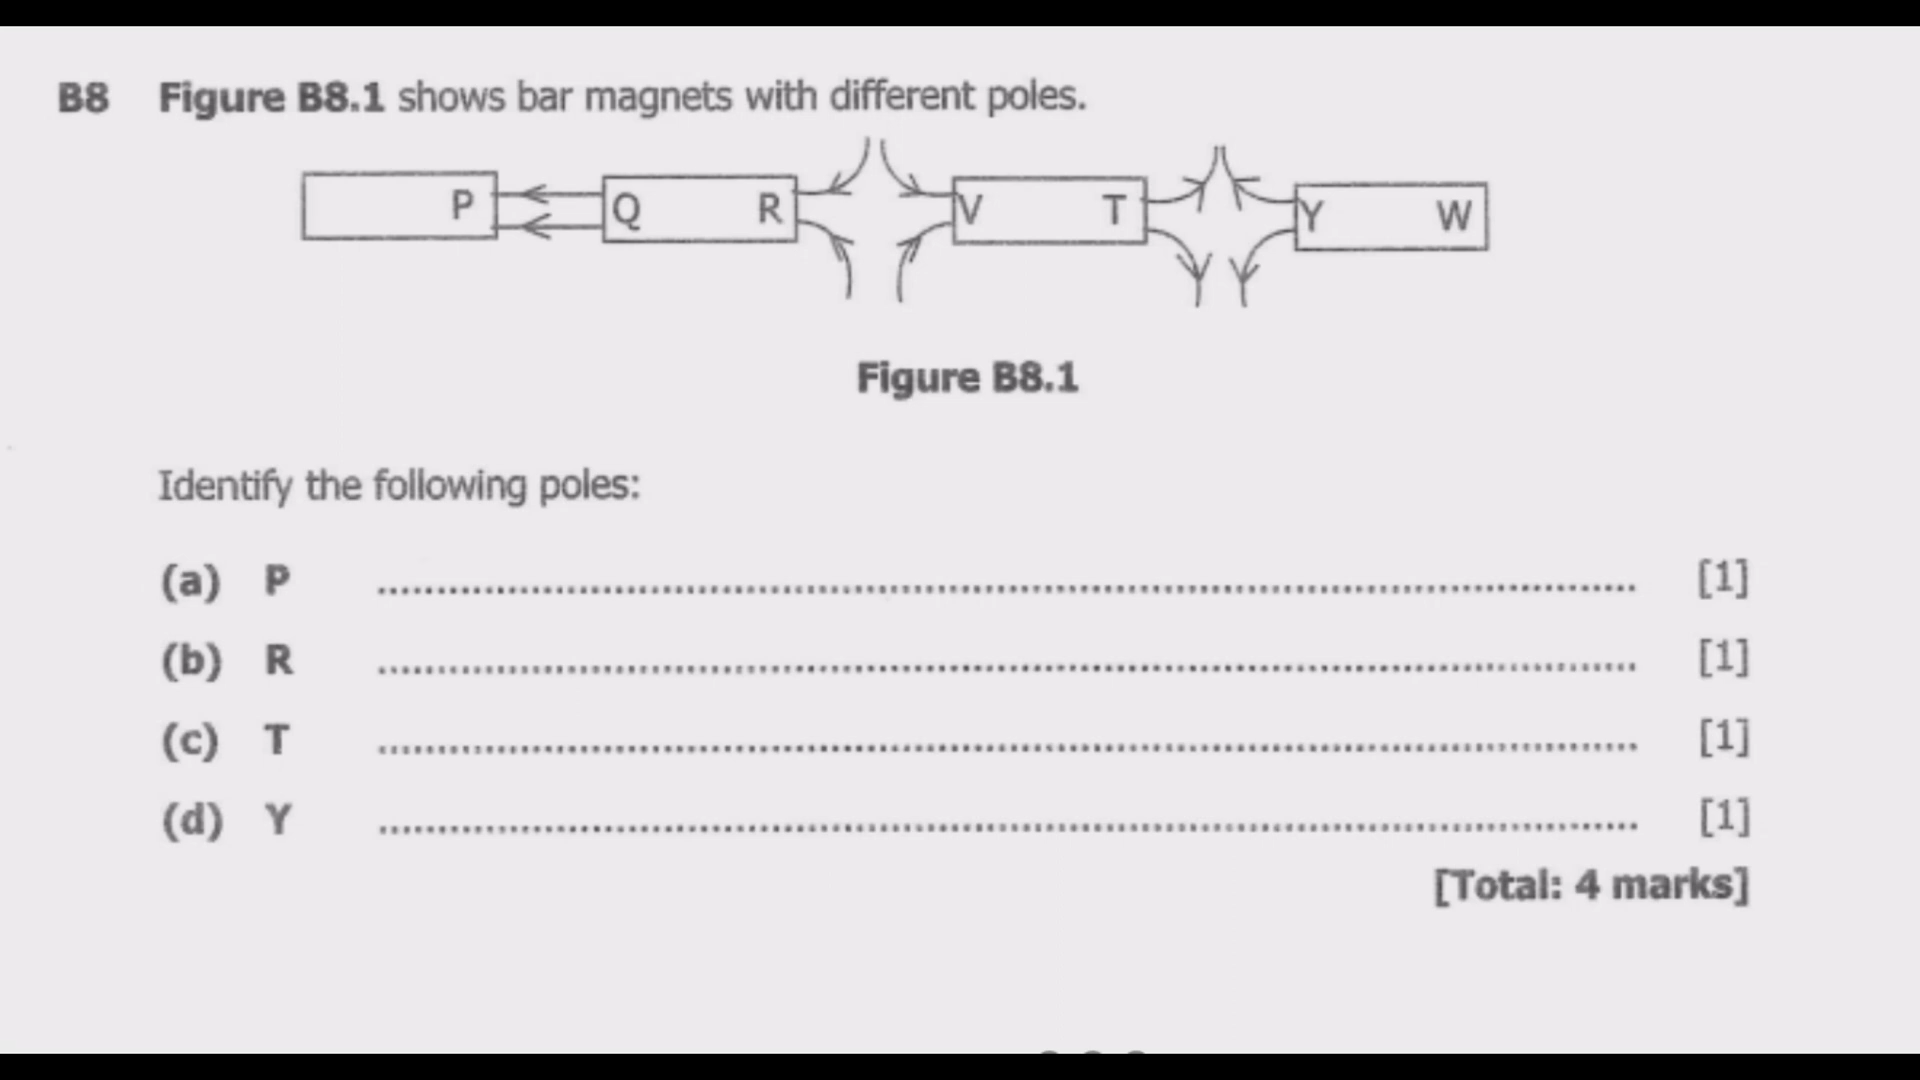 B8 Figure B8.1 shows bar magnets with different poles.
P Q R V T Y W
Figure B8.1
Identify the following poles:
(a) P ........................................ [1]
(b) R ........................................ [1]
(c) T ........................................ [1]
(d) Y ........................................ [1]
[Total: 4 marks]